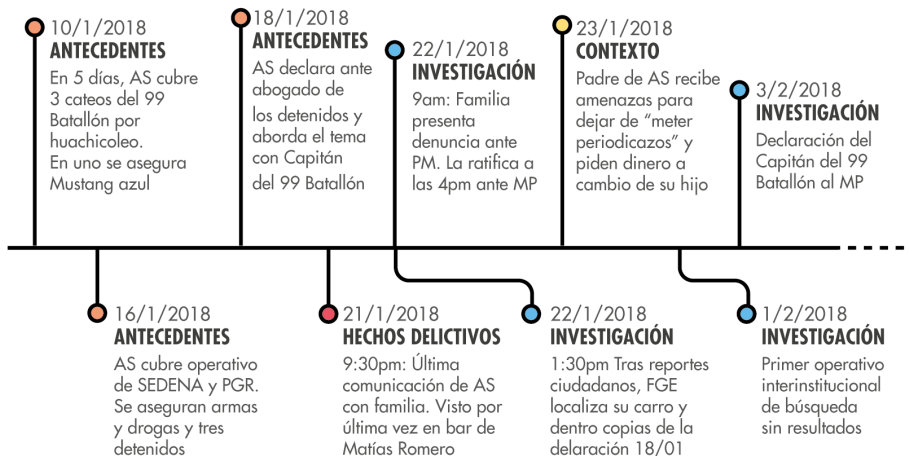 10/1/2018
ANTECEDENTES
En 5 días, AS cubre
3 cateos del 99
Batallón por
huachicoleo.
En uno se asegura
Mustang azul
16/1/2018
ANTECEDENTES
AS cubre operativo
de SEDENA y PGR.
Se aseguran armas
y drogas y tres
detenidos
18/1/2018
ANTECEDENTES
AS declara ante
abogado de
los detenidos y
aborda el tema
con Capitán
del 99 Batallón
21/1/2018
HECHOS DELICTIVOS
9:30pm: Última
comunicación de AS
con familia. Visto por
última vez en bar de
Matías Romero
22/1/2018
INVESTIGACIÓN
9am: Familia
presenta
denuncia ante
PM. La ratifica a
las 4pm ante MP
22/1/2018
INVESTIGACIÓN
1:30pm Tras reportes
ciudadanos, FGE
localiza su carro y
dentro copias de la
delaración 18/01
23/1/2018
CONTEXTO
Padre de AS recibe
amenazas para
dejar de “meter
periodicazos” y
piden dinero a
cambio de su hijo
1/2/2018
INVESTIGACIÓN
Primer operativo
interinstitucional
de búsqueda
sin resultados
3/2/2018
INVESTIGACIÓN
Declaración del
Capitán del 99
Batallón al MP